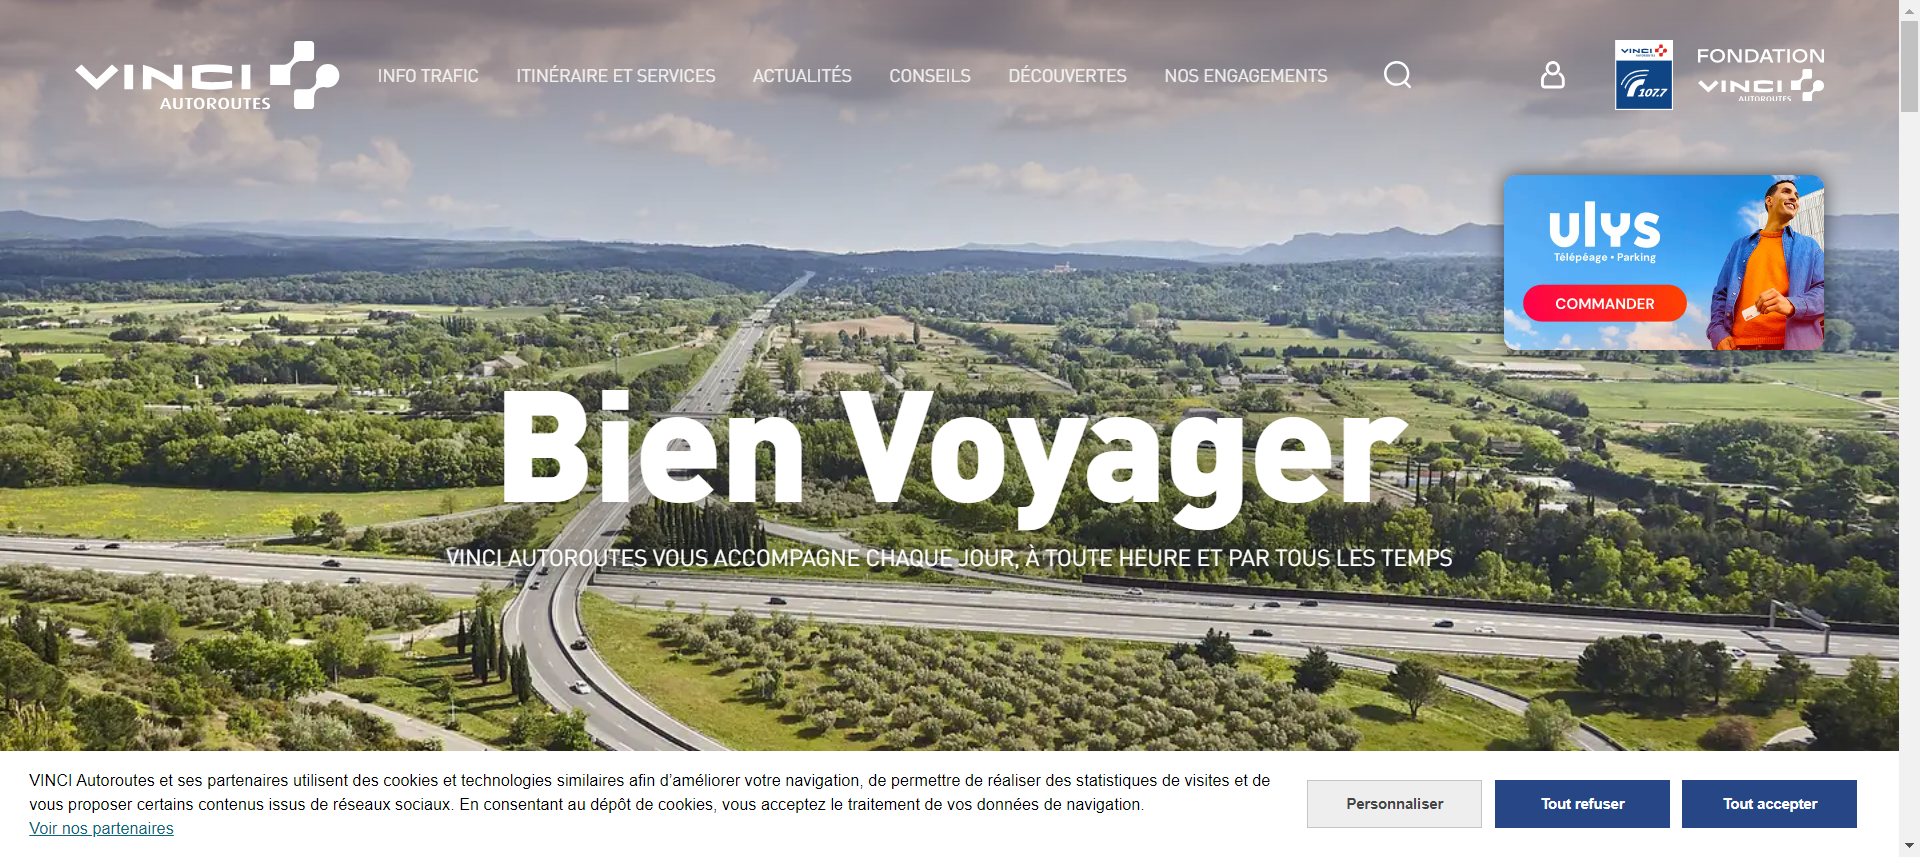 VINCI
AUTOROUTES
INFO TRAFIC
ITINÉRAIRE ET SERVICES
ACTUALITÉS
CONSEILS
DÉCOUVERTES
NOS ENGAGEMENTS
VINCI
AUTOROUTES
107.7
FONDATION
VINCI
AUTOROUTES
ulys
Télépéage • Parking
COMMANDER
Bien Voyager
VINCI AUTOROUTES VOUS ACCOMPAGNE CHAQUE JOUR, À TOUTE HEURE ET PAR TOUS LES TEMPS
VINCI Autoroutes et ses partenaires utilisent des cookies et technologies similaires afin d’améliorer votre navigation, de permettre de réaliser des statistiques de visites et de
vous proposer certains contenus issus de réseaux sociaux. En consentant au dépôt de cookies, vous acceptez le traitement de vos données de navigation.
Voir nos partenaires
Personnaliser
Tout refuser
Tout accepter